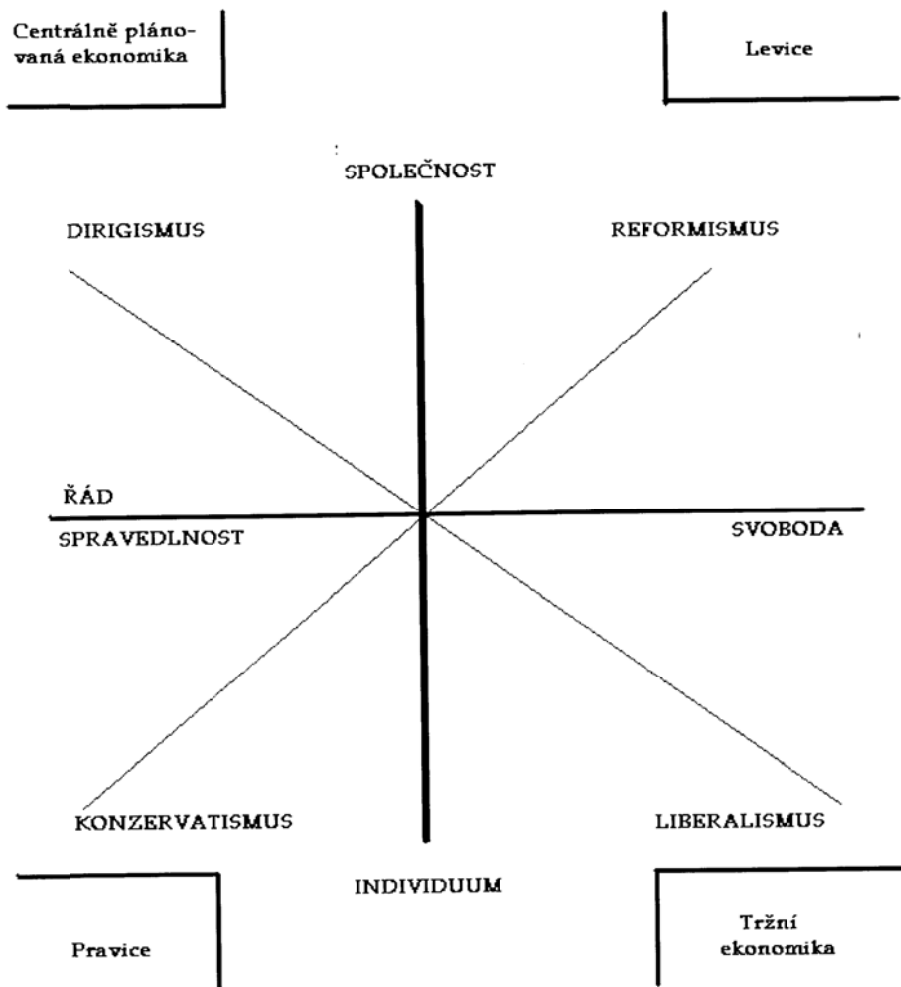 Centrálně pláno-
vaná ekonomika
Levice
SPOLEČNOST
DIRIGISMUS
REFORMISMUS
ŘÁD
SPRAVEDLNOST
SVOBODA
KONZERVATISMUS
LIBERALISMUS
INDIVIDUUM
Pravice
Tržní
ekonomika